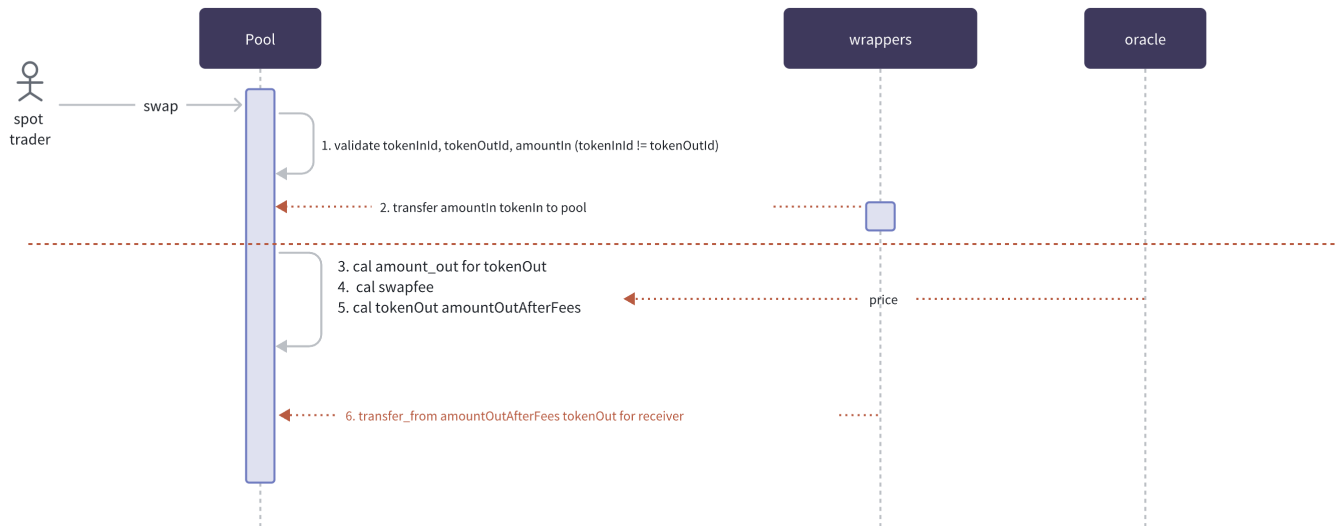 Pool
wrappers
oracle
swap
spot
trader
1. validate tokenInId, tokenOutId, amountIn (tokenInId != tokenOutId)
2. transfer amountIn tokenIn to pool
3. cal amount_out for tokenOut
4. cal swapfee
5. cal tokenOut amountOutAfterFees
price
6. transfer_from amountOutAfterFees tokenOut for receiver